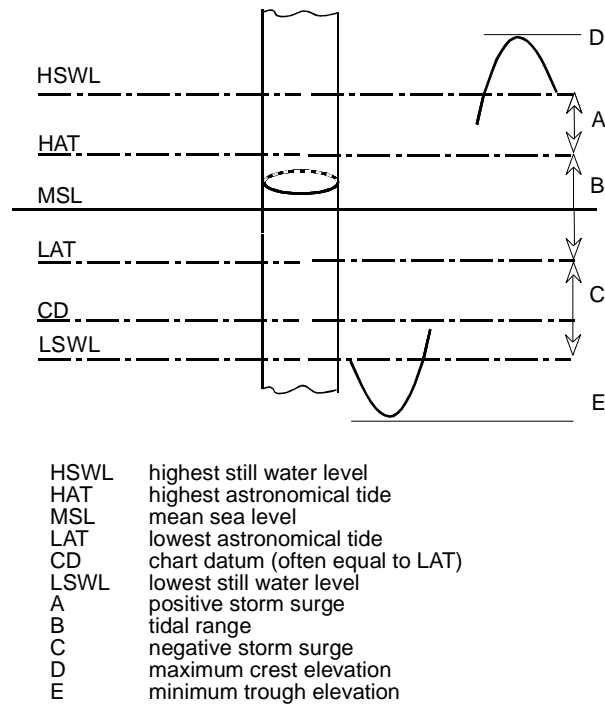 D
HSWL
A
HAT
B
MSL
LAT
C
CD
LSWL
E
HSWL highest still water level
HAT highest astronomical tide
MSL mean sea level
LAT lowest astronomical tide
CD chart datum (often equal to LAT)
LSWL lowest still water level
A positive storm surge
B tidal range
C negative storm surge
D maximum crest elevation
E minimum trough elevation